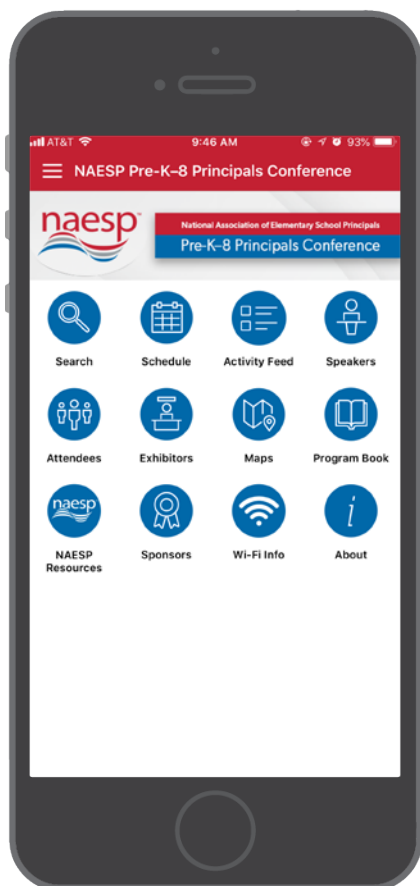 AT&T 9:46 AM 93%
NAESP Pre-K–8 Principals Conference
naesp™
National Association of Elementary School Principals
Pre-K–8 Principals Conference
Search Schedule Activity Feed Speakers
Attendees Exhibitors Maps Program Book
naesp i
NAESP Sponsors Wi-Fi Info About
Resources